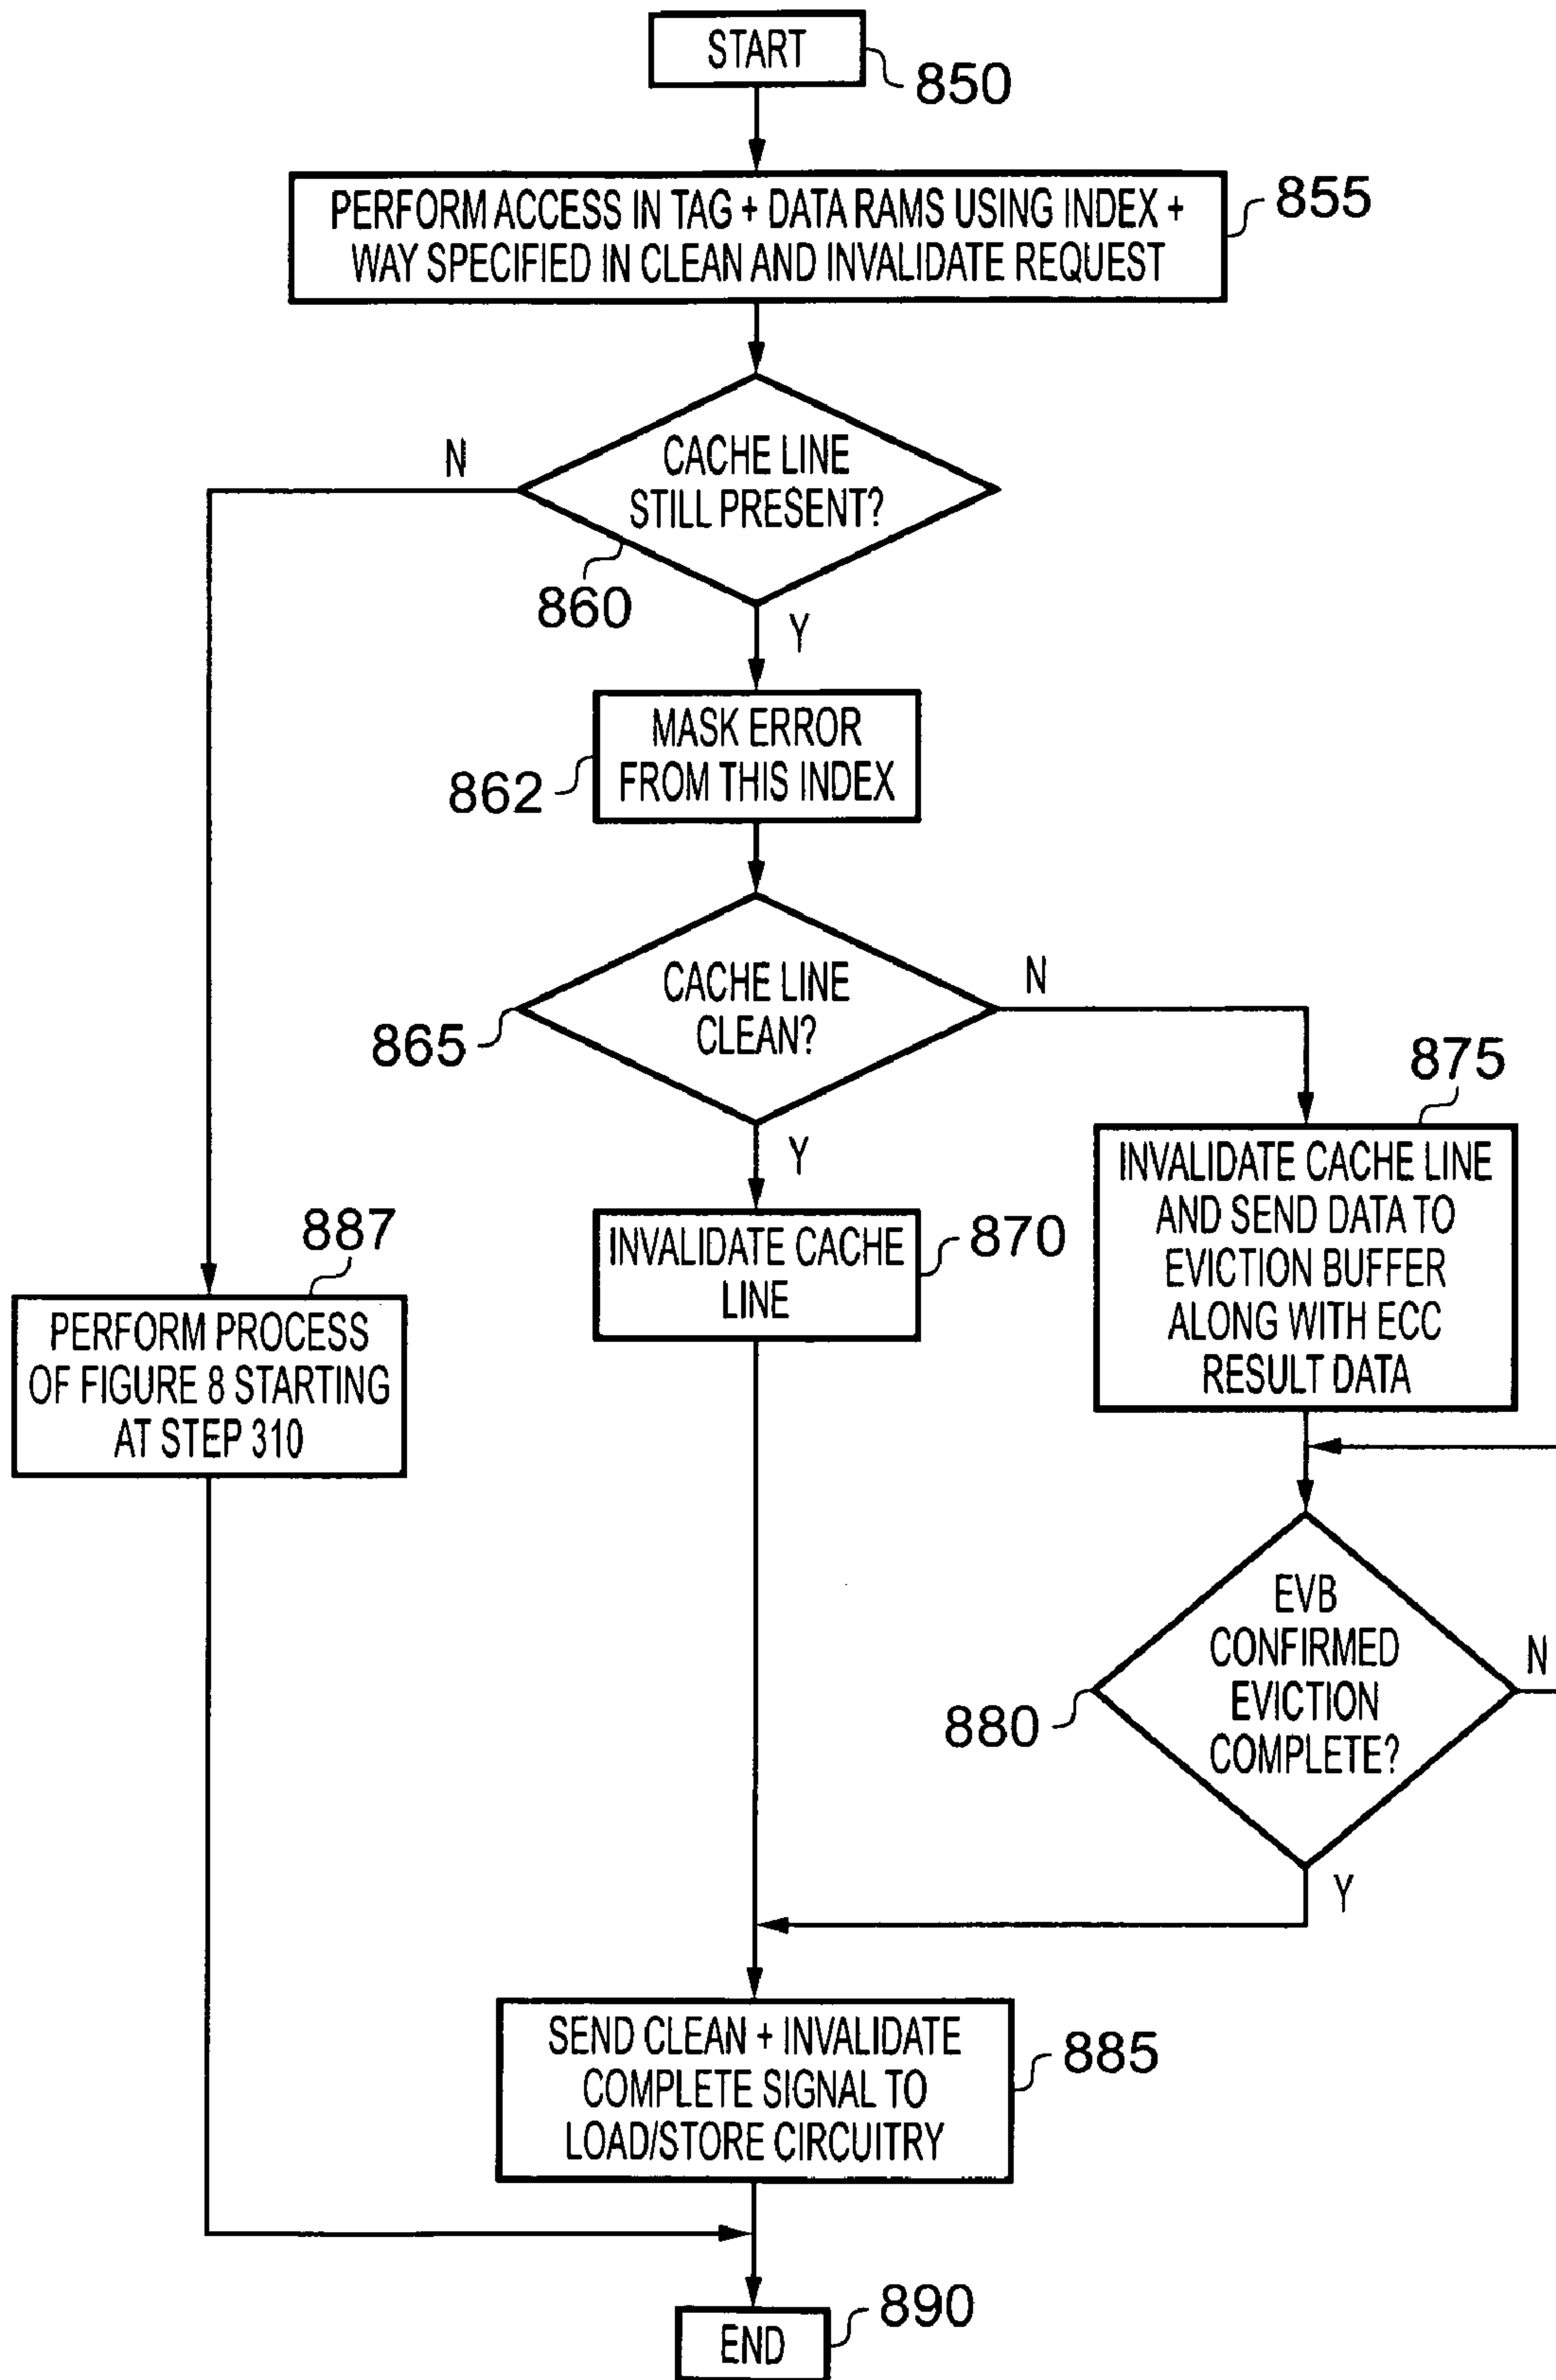 START
850
PERFORM ACCESS IN TAG + DATA RAMS USING INDEX +
WAY SPECIFIED IN CLEAN AND INVALIDATE REQUEST
855
N
CACHE LINE
STILL PRESENT?
860
Y
MASK ERROR
FROM THIS INDEX
862
CACHE LINE
CLEAN?
865
N
Y
875
INVALIDATE CACHE LINE
AND SEND DATA TO
EVICTION BUFFER
ALONG WITH ECC
RESULT DATA
INVALIDATE CACHE
LINE
870
887
PERFORM PROCESS
OF FIGURE 8 STARTING
AT STEP 310
EVB
CONFIRMED
EVICTION
COMPLETE?
880
N
Y
SEND CLEAN + INVALIDATE
COMPLETE SIGNAL TO
LOAD/STORE CIRCUITRY
885
END
890